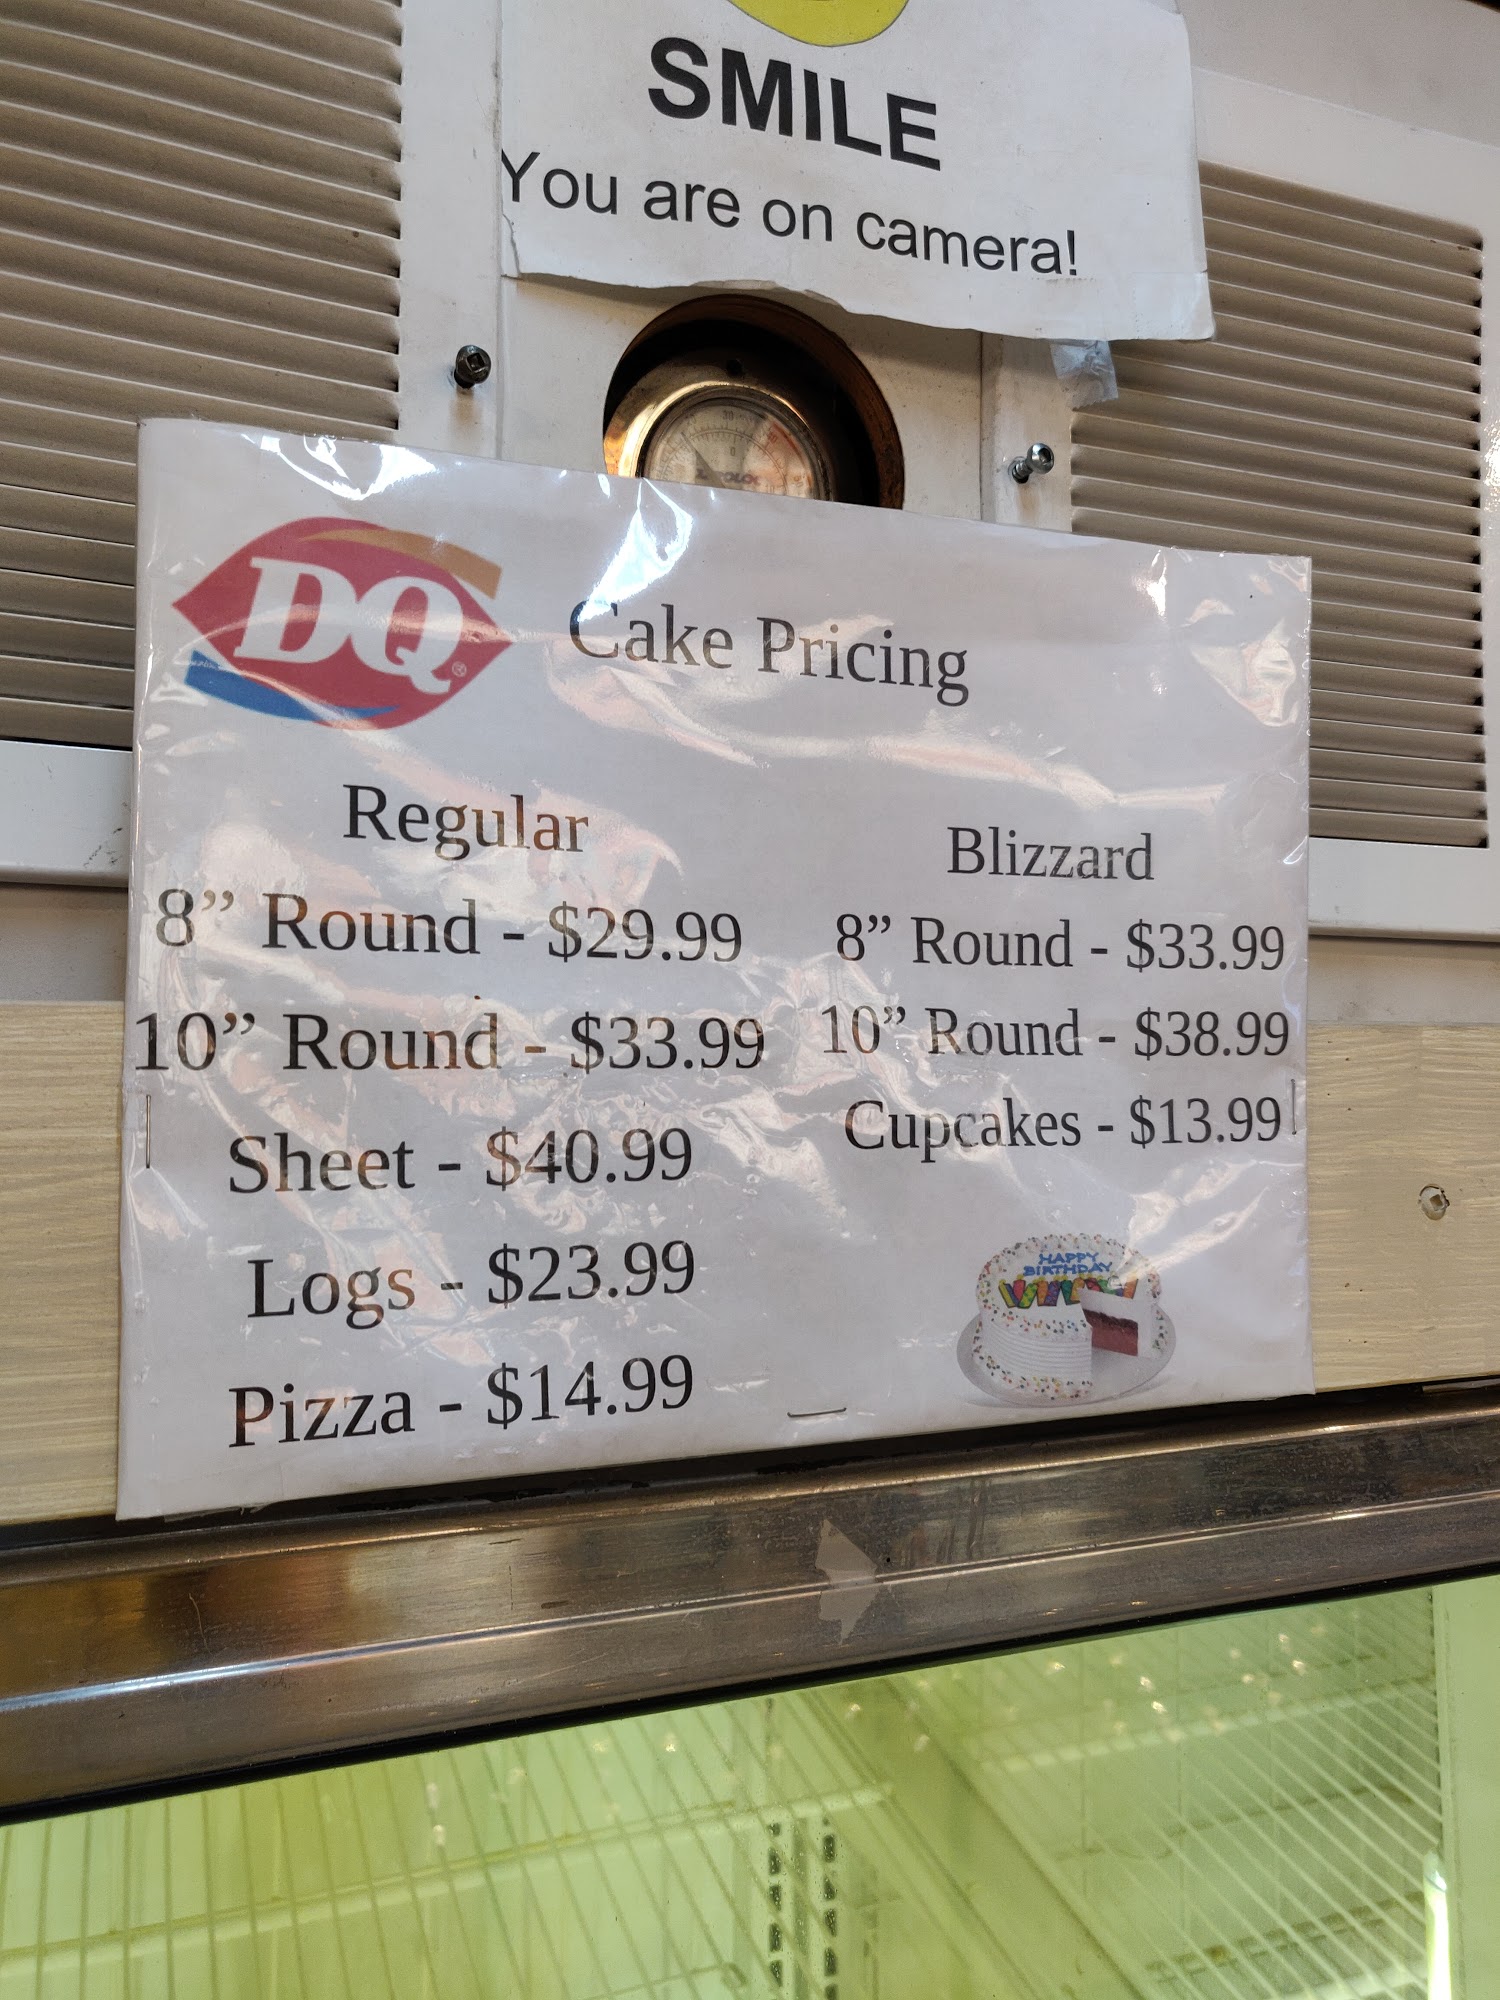 SMILE
You are on camera!
DQ®
Cake Pricing
Regular
8” Round - $29.99
10” Round - $33.99
Sheet - $40.99
Logs - $23.99
Pizza - $14.99
Blizzard
8” Round - $33.99
10” Round - $38.99
Cupcakes - $13.99
HAPPY
BIRTHDAY